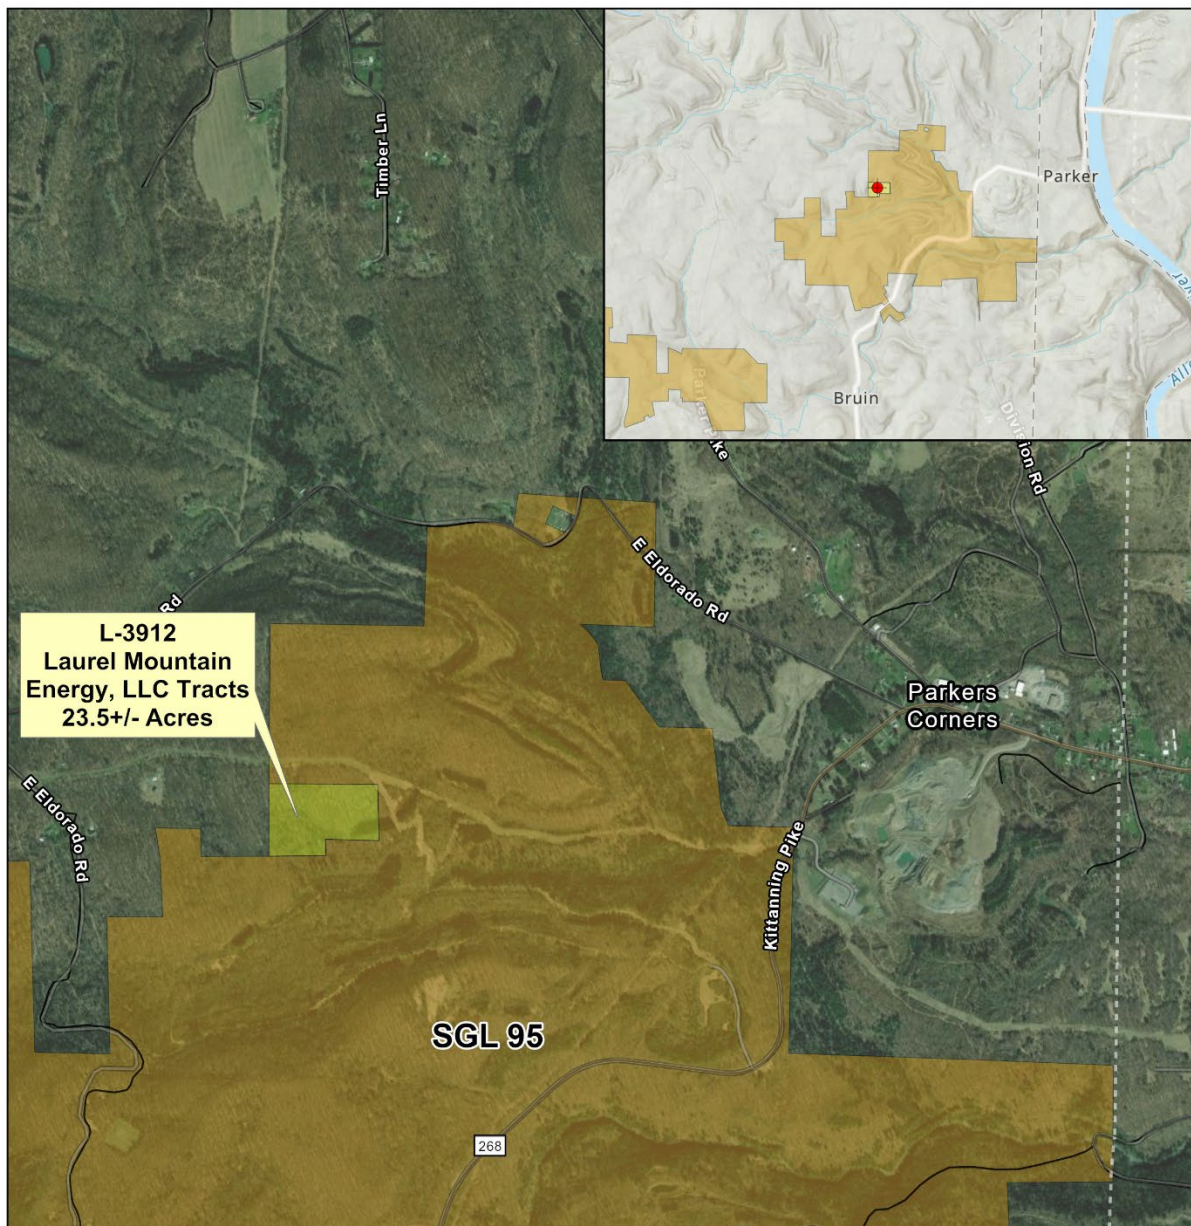 Timber Ln
Parker
Bruin
Parker Pike
Division Rd
E Eldorado Rd
Rd
L-3912
Laurel Mountain
Energy, LLC Tracts
23.5+/- Acres
Parkers
Corners
E Eldorado Rd
Kittanning Pike
SGL 95
268